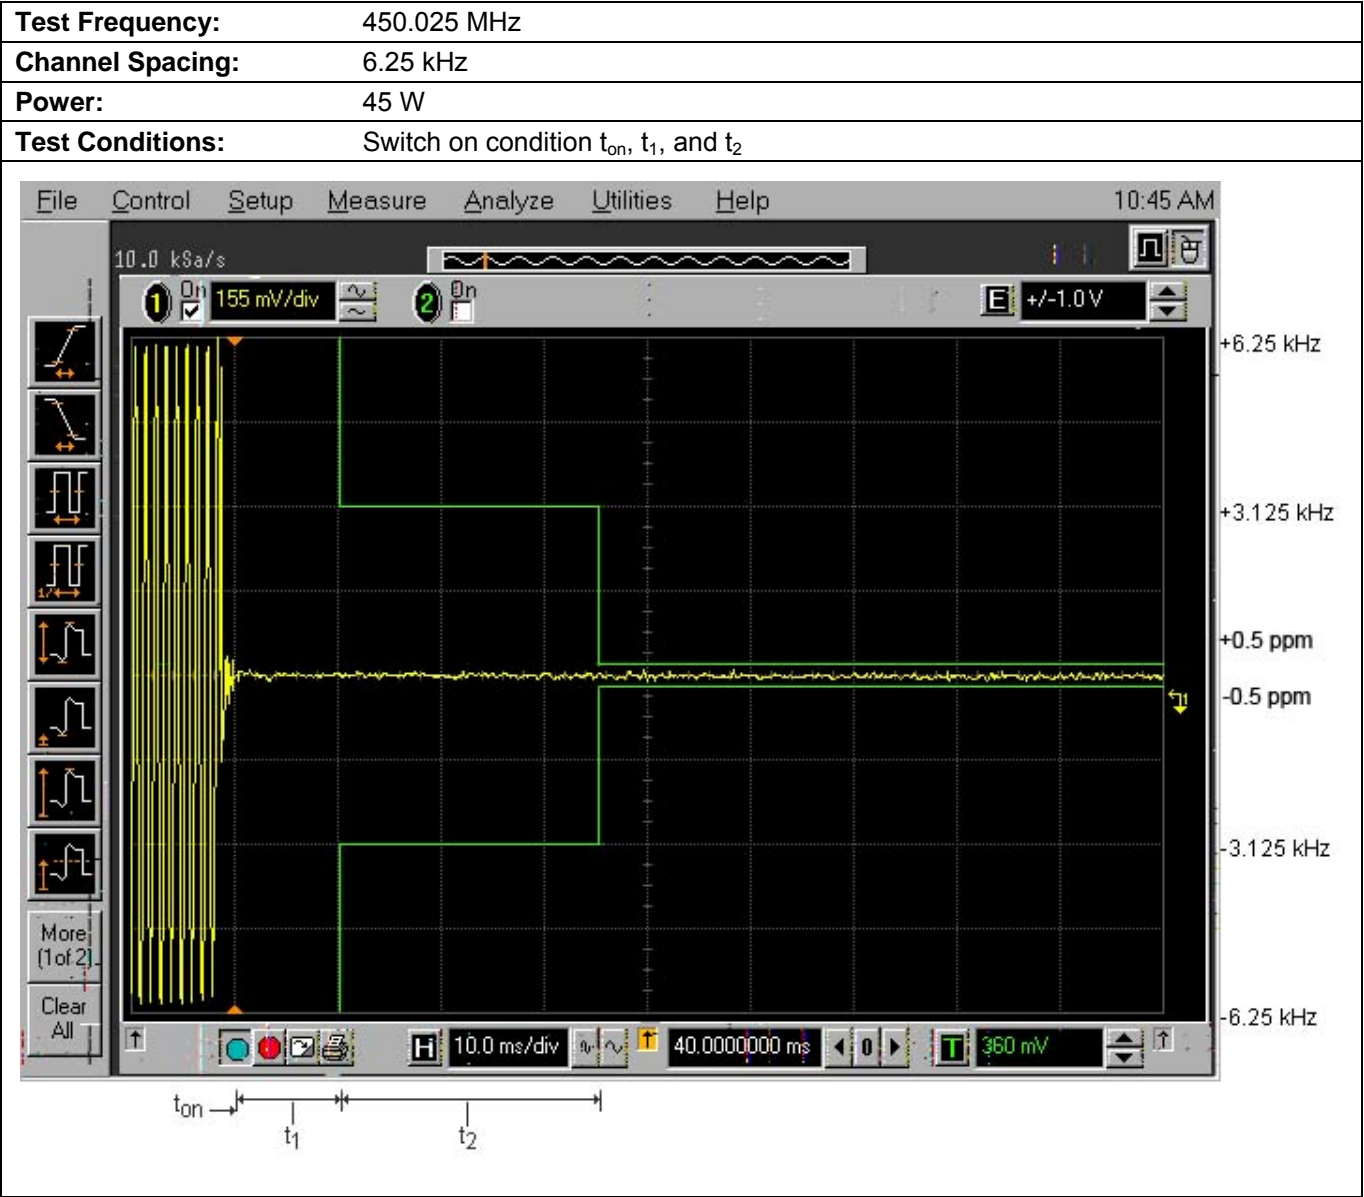 Test Frequency: 450.025 MHz
Channel Spacing: 6.25 kHz
Power: 45 W
Test Conditions: Switch on condition ton, t1, and t2
File Control Setup Measure Analyze Utilities Help 10:45 AM
10.0 kSa/s
1 On 155 mV/div 2 On E +/-1.0 V
+6.25 kHz
+3.125 kHz
+0.5 ppm
-0.5 ppm
-3.125 kHz
-6.25 kHz
1/
More
(1of 2)
Clear
All
H 10.0 ms/div 40.0000000 ms 0 T 360 mV
ton
t1
t2